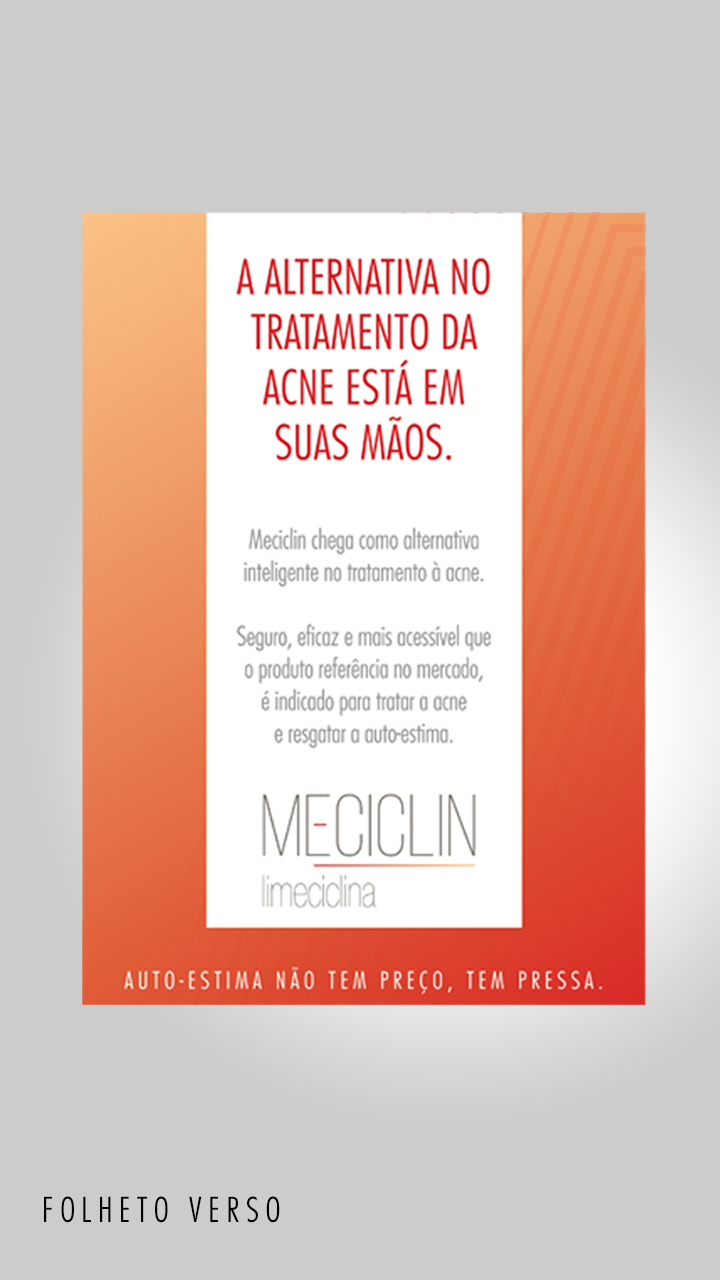 A ALTERNATIVA NO
TRATAMENTO DA
ACNE ESTÁ EM
SUAS MÃOS.
Meciclin chega como alternativa
inteligente no tratamento à acne.
Seguro, eficaz e mais acessível que
o produto referência no mercado,
é indicado para tratar a acne
e resgatar a auto-estima.
MECICLIN
limeciclina
AUTO-ESTIMA NÃO TEM PREÇO, TEM PRESSA.
FOLHETO VERSO